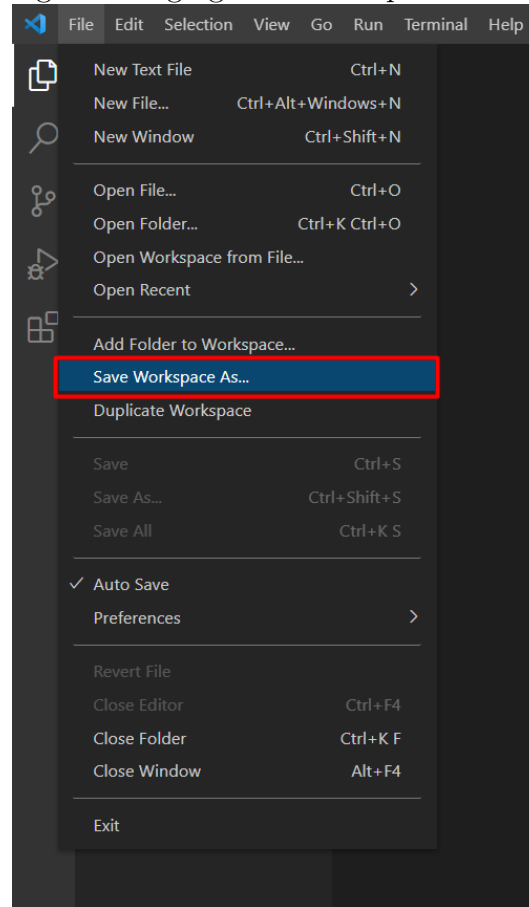 File Edit Selection View Go Run Terminal Help
New Text File Ctrl+N
New File... Ctrl+Alt+Windows+N
New Window Ctrl+Shift+N
Open File... Ctrl+O
Open Folder... Ctrl+K Ctrl+O
Open Workspace from File...
Open Recent >
Add Folder to Workspace...
Save Workspace As...
Duplicate Workspace
Save Ctrl+S
Save As... Ctrl+Shift+S
Save All Ctrl+K S
✓ Auto Save
Preferences >
Revert File
Close Editor Ctrl+F4
Close Folder Ctrl+K F
Close Window Alt+F4
Exit